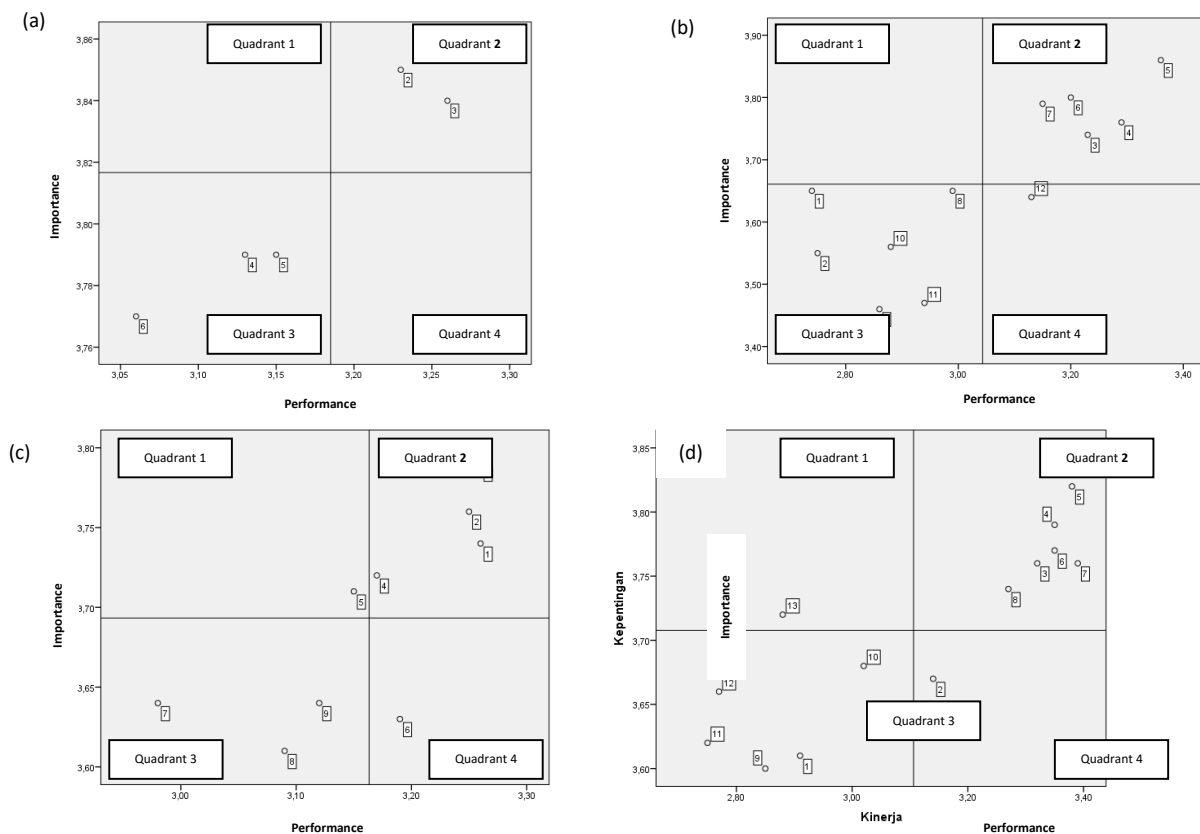 (a)
Quadrant 1
Quadrant 2
3,86
3,84
3,82
3,80
3,78
3,76
Importance
2
3
4
5
6
Quadrant 3
Quadrant 4
3,05
3,10
3,15
3,20
3,25
3,30
Performance
(b)
Quadrant 1
Quadrant 2
3,90
3,80
3,70
3,60
3,50
3,40
Importance
5
7
6
4
3
12
1
8
10
2
11
Quadrant 3
Quadrant 4
2,80
3,00
3,20
3,40
Performance
(c)
Quadrant 1
Quadrant 2
3,80
3,75
3,70
3,65
3,60
Importance
2
1
4
5
7
9
6
8
Quadrant 3
Quadrant 4
3,00
3,10
3,20
3,30
Performance
(d)
Quadrant 1
Quadrant 2
3,85
3,80
3,75
3,70
3,65
3,60
Kepentingan
Importance
5
4
6
3
7
8
13
10
12
2
11
9
1
Quadrant 3
Quadrant 4
2,80
3,00
3,20
3,40
Kinerja
Performance